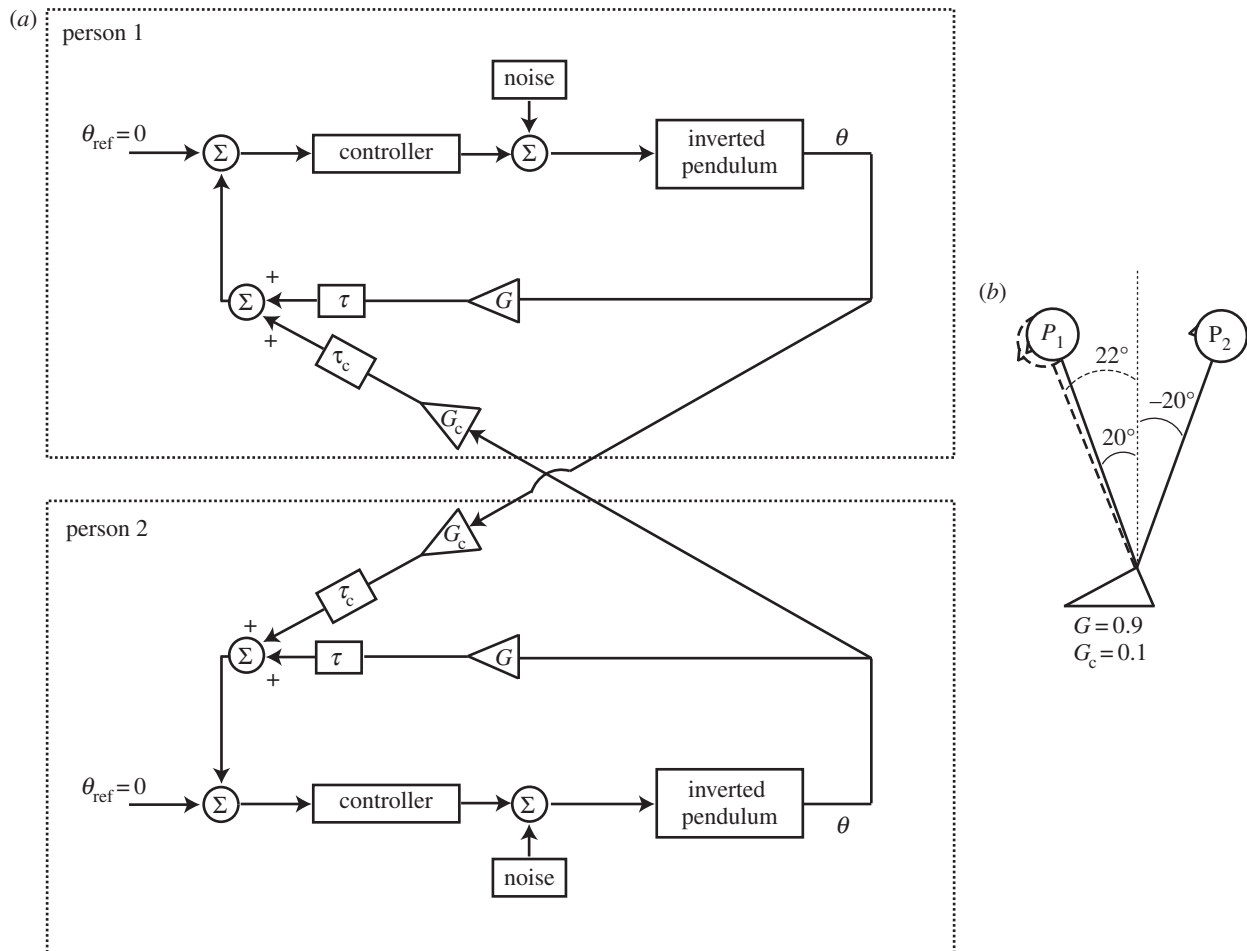 (a)
person 1
noise
θref = 0
Σ
controller
Σ
inverted
pendulum
θ
+
Σ
τ
G
+
τc
Gc
person 2
Gc
τc
+
Σ
τ
G
+
θref = 0
Σ
controller
Σ
inverted
pendulum
θ
noise
(b)
P1
P2
22°
–20°
20°
G = 0.9
Gc = 0.1